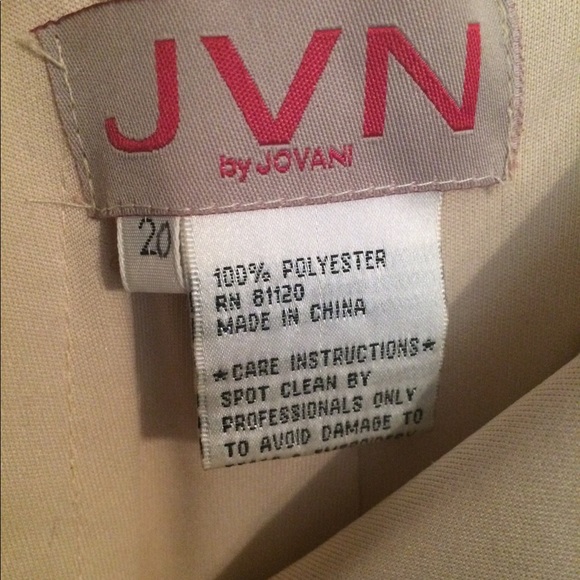 JVN
by JOVANI
20
100% POLYESTER
RN 81120
MADE IN CHINA
★CARE INSTRUCTIONS★
SPOT CLEAN BY
PROFESSIONALS ONLY
TO AVOID DAMAGE TO
EMBROIDERY